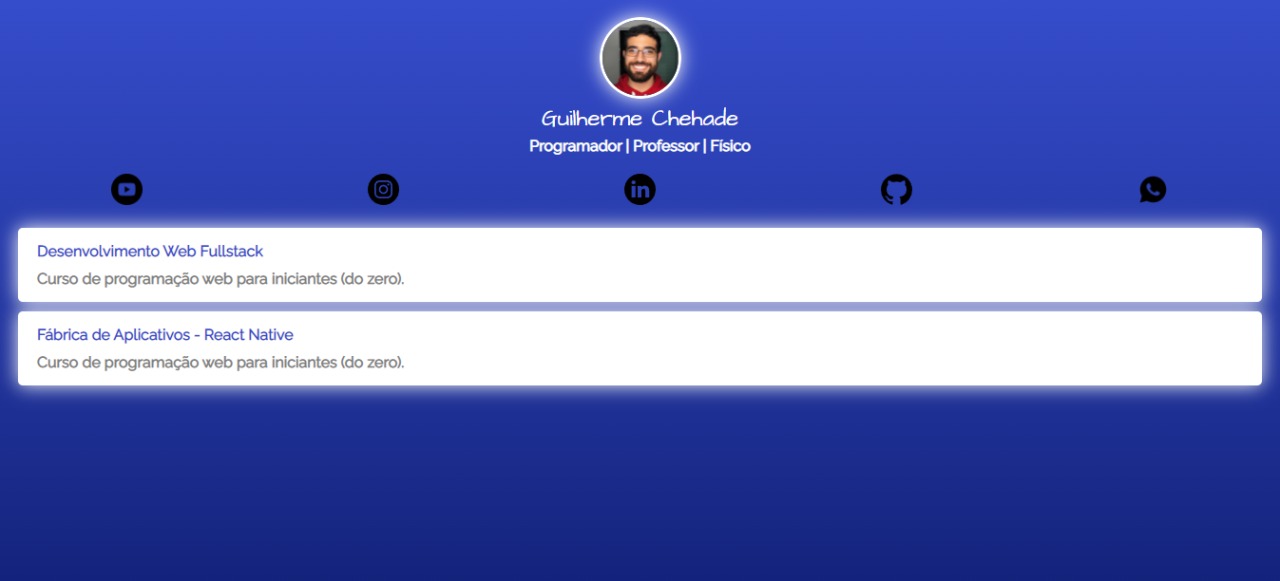 Guilherme Chehade
Programador | Professor | Físico
Desenvolvimento Web Fullstack
Curso de programação web para iniciantes (do zero).
Fábrica de Aplicativos - React Native
Curso de programação web para iniciantes (do zero).